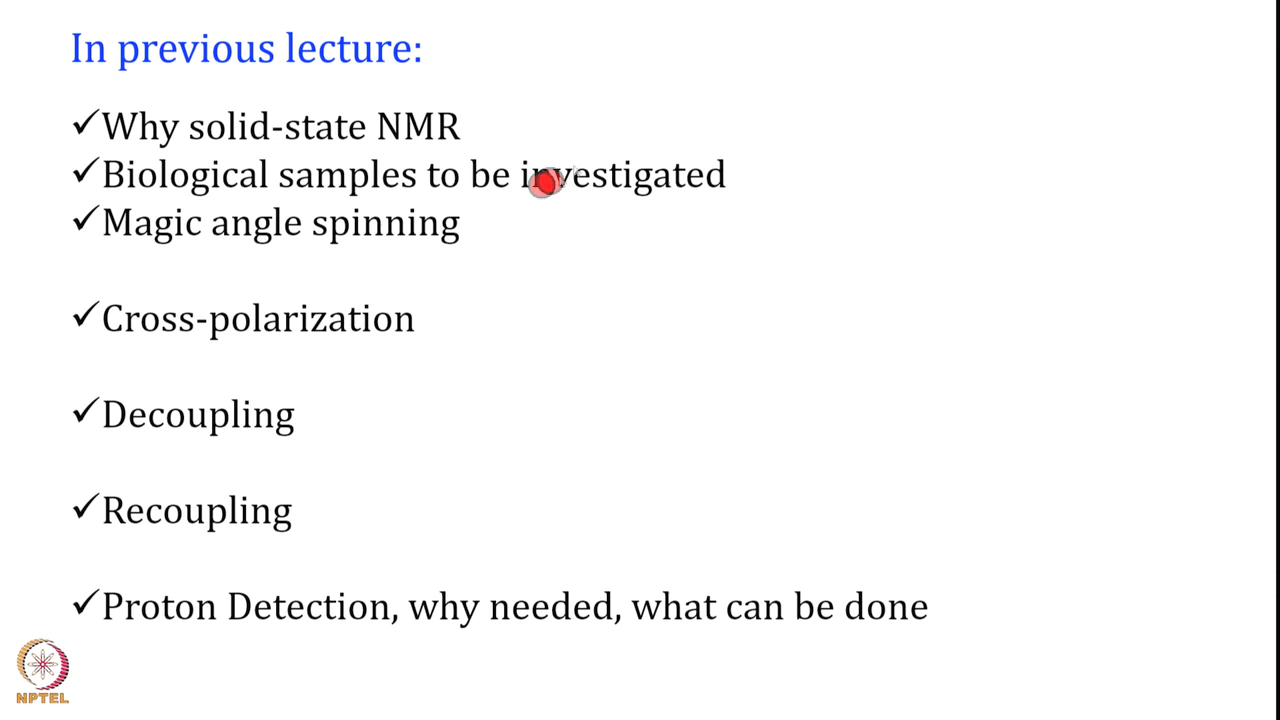 In previous lecture:
✓Why solid-state NMR
✓Biological samples to be investigated
✓Magic angle spinning
✓Cross-polarization
✓Decoupling
✓Recoupling
✓Proton Detection, why needed, what can be done
NPTEL